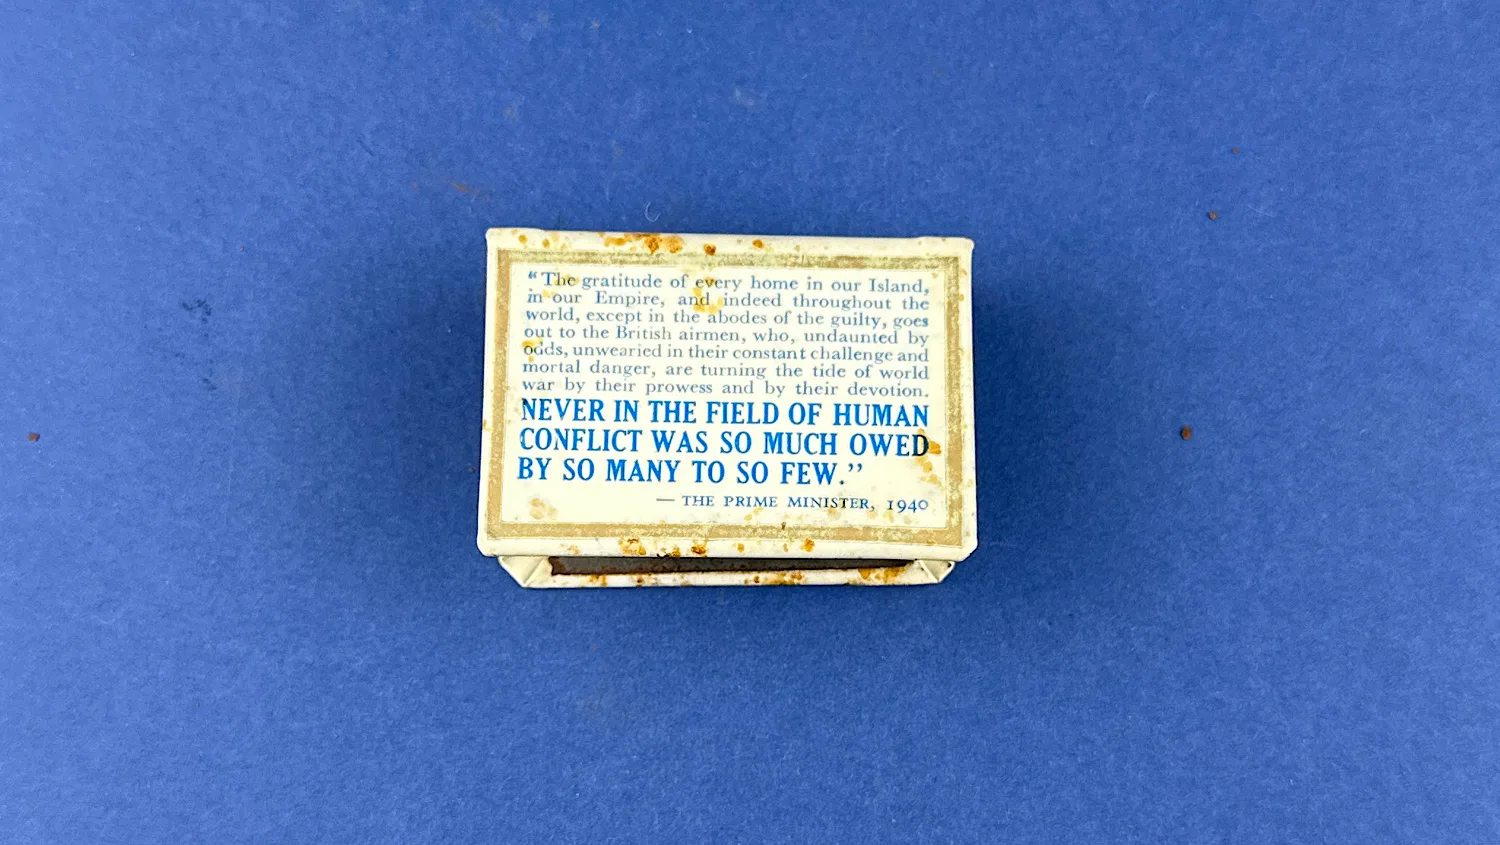 “The gratitude of every home in our Island,
in our Empire, and indeed throughout the
world, except in the abodes of the guilty, goes
out to the British airmen, who, undaunted by
odds, unwearied in their constant challenge and
mortal danger, are turning the tide of world
war by their prowess and by their devotion.
NEVER IN THE FIELD OF HUMAN
CONFLICT WAS SO MUCH OWED
BY SO MANY TO SO FEW.”
— THE PRIME MINISTER, 1940